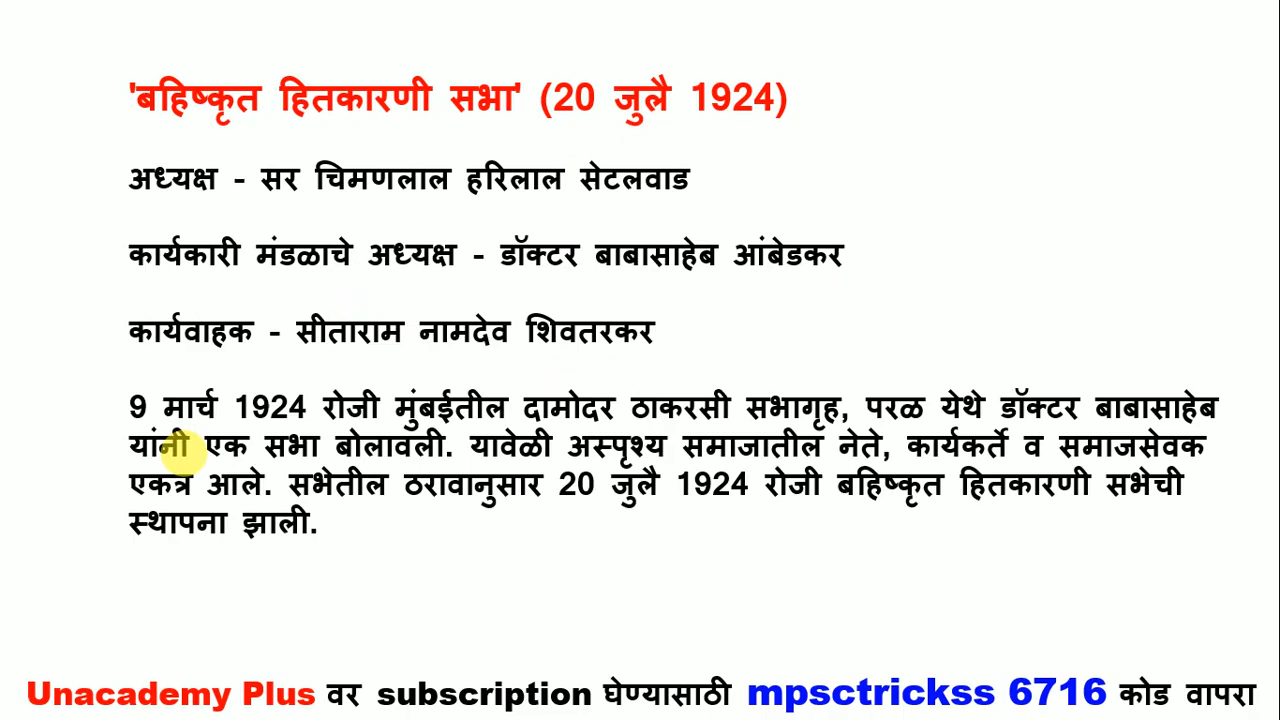 'बहिष्कृत हितकारणी सभा' (20 जुलै 1924)
अध्यक्ष - सर चिमणलाल हरिलाल सेटलवाड
कार्यकारी मंडळाचे अध्यक्ष - डॉक्टर बाबासाहेब आंबेडकर
कार्यवाहक - सीताराम नामदेव शिवतरकर
9 मार्च 1924 रोजी मुंबईतील दामोदर ठाकरसी सभागृह, परळ येथे डॉक्टर बाबासाहेब
यांनी एक सभा बोलावली. यावेळी अस्पृश्य समाजातील नेते, कार्यकर्ते व समाजसेवक
एकत्र आले. सभेतील ठरावानुसार 20 जुलै 1924 रोजी बहिष्कृत हितकारणी सभेची
स्थापना झाली.
Unacademy Plus वर subscription घेण्यासाठी mpsctrickss 6716 कोड वापरा